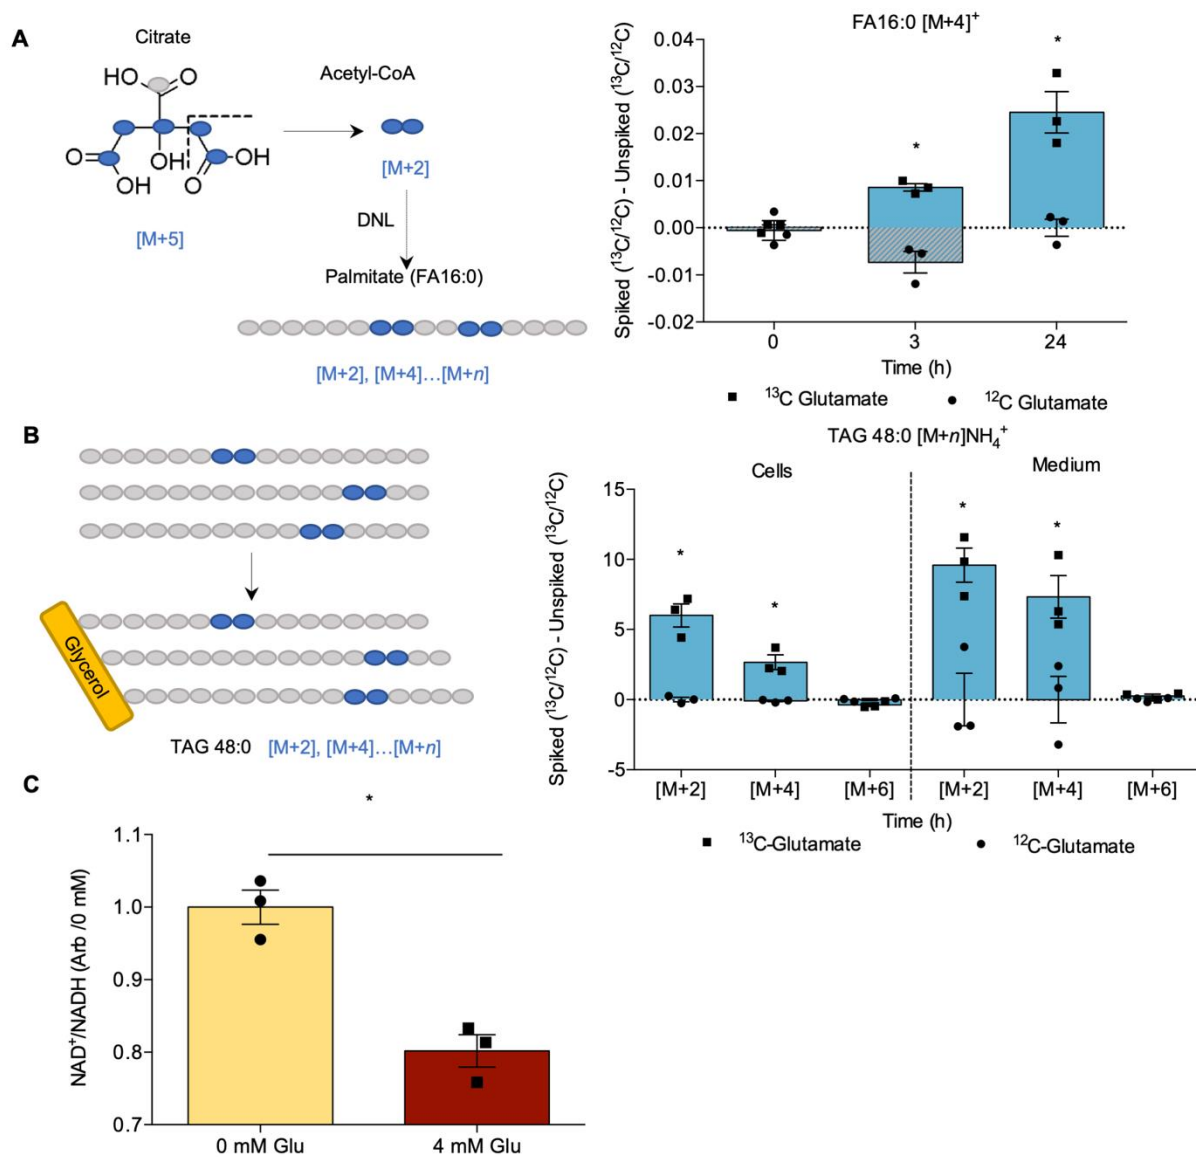 A
Citrate
HO
O
O
OH
OH
O
OH
[M+5]
Acetyl-CoA
[M+2]
DNL
Palmitate (FA16:0)
[M+2], [M+4]…[M+n]
FA16:0 [M+4]⁺
Spiked (¹³C/¹²C) - Unspiked (¹³C/¹²C)
0.04
0.03
0.02
0.01
0.00
-0.01
-0.02
*
*
0
3
24
Time (h)
¹³C Glutamate
¹²C Glutamate
B
Glycerol
TAG 48:0 [M+2], [M+4]…[M+n]
TAG 48:0 [M+n]NH₄⁺
Cells
Medium
Spiked (¹³C/¹²C) - Unspiked (¹³C/¹²C)
15
10
5
0
-5
*
*
*
*
[M+2]
[M+4]
[M+6]
[M+2]
[M+4]
[M+6]
Time (h)
¹³C-Glutamate
¹²C-Glutamate
C
*
NAD⁺/NADH (Arb /0 mM)
1.1
1.0
0.9
0.8
0.7
0 mM Glu
4 mM Glu